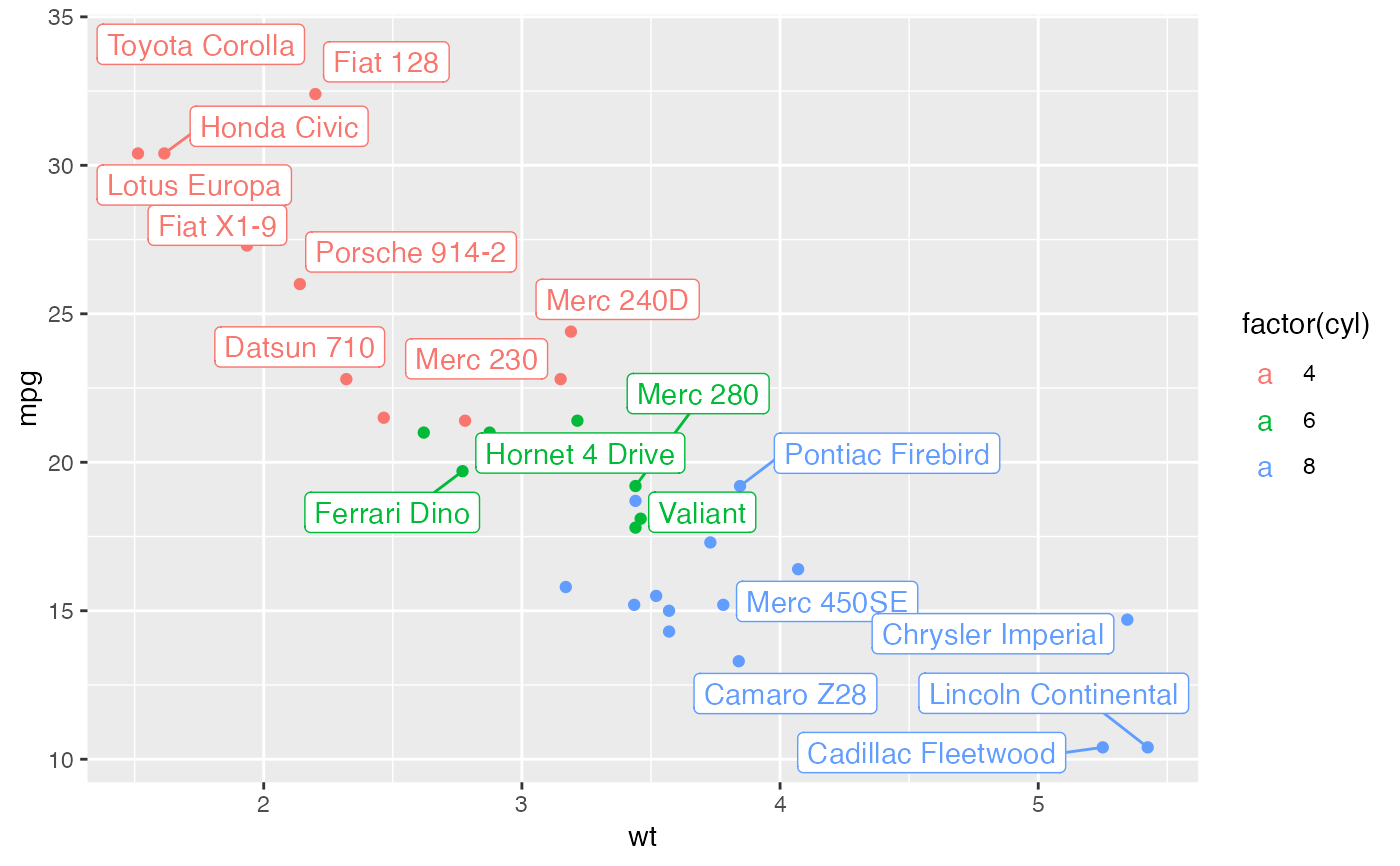 35
Toyota Corolla
Fiat 128
Honda Civic
30
Lotus Europa
Fiat X1-9
Porsche 914-2
Merc 240D
25
Datsun 710
Merc 230
Merc 280
20
Hornet 4 Drive
Pontiac Firebird
Ferrari Dino
Valiant
15
Merc 450SE
Chrysler Imperial
Camaro Z28
Lincoln Continental
Cadillac Fleetwood
10
2 3 4 5
wt
mpg
factor(cyl)
a 4
a 6
a 8